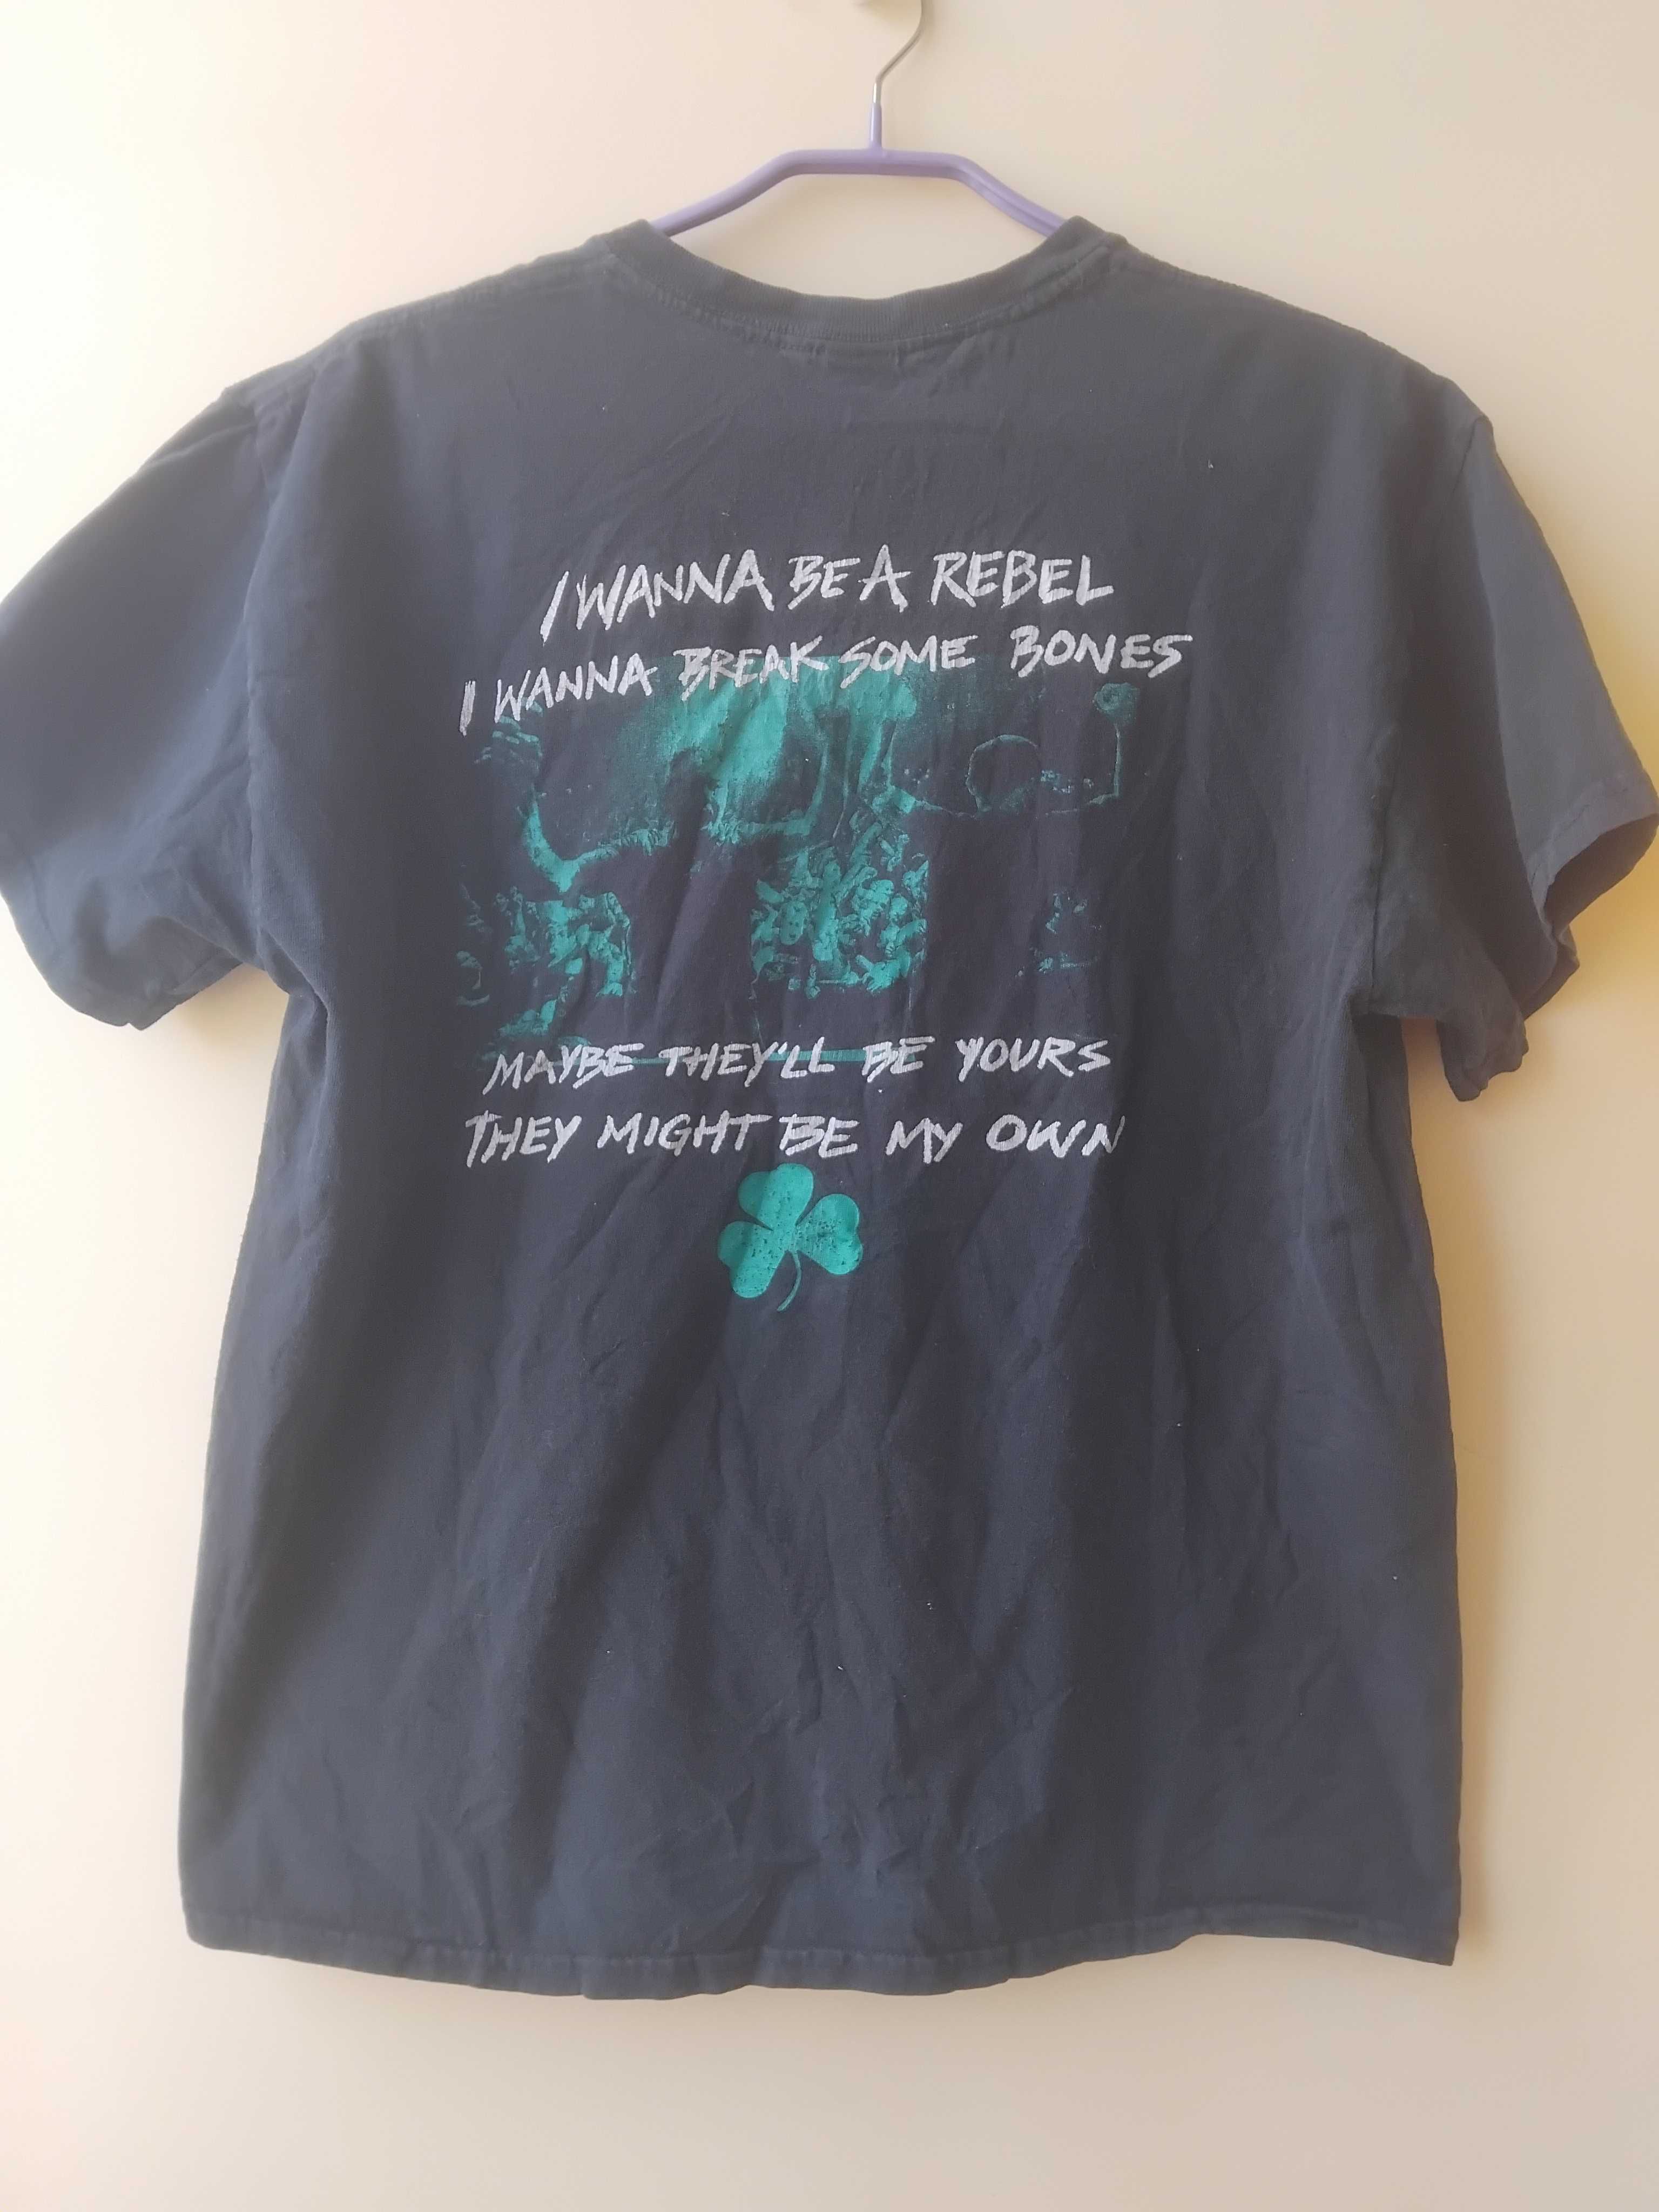 I WANNA BE A REBEL
I WANNA BREAK SOME BONES
MAYBE THEY'LL BE YOURS
THEY MIGHT BE MY OWN